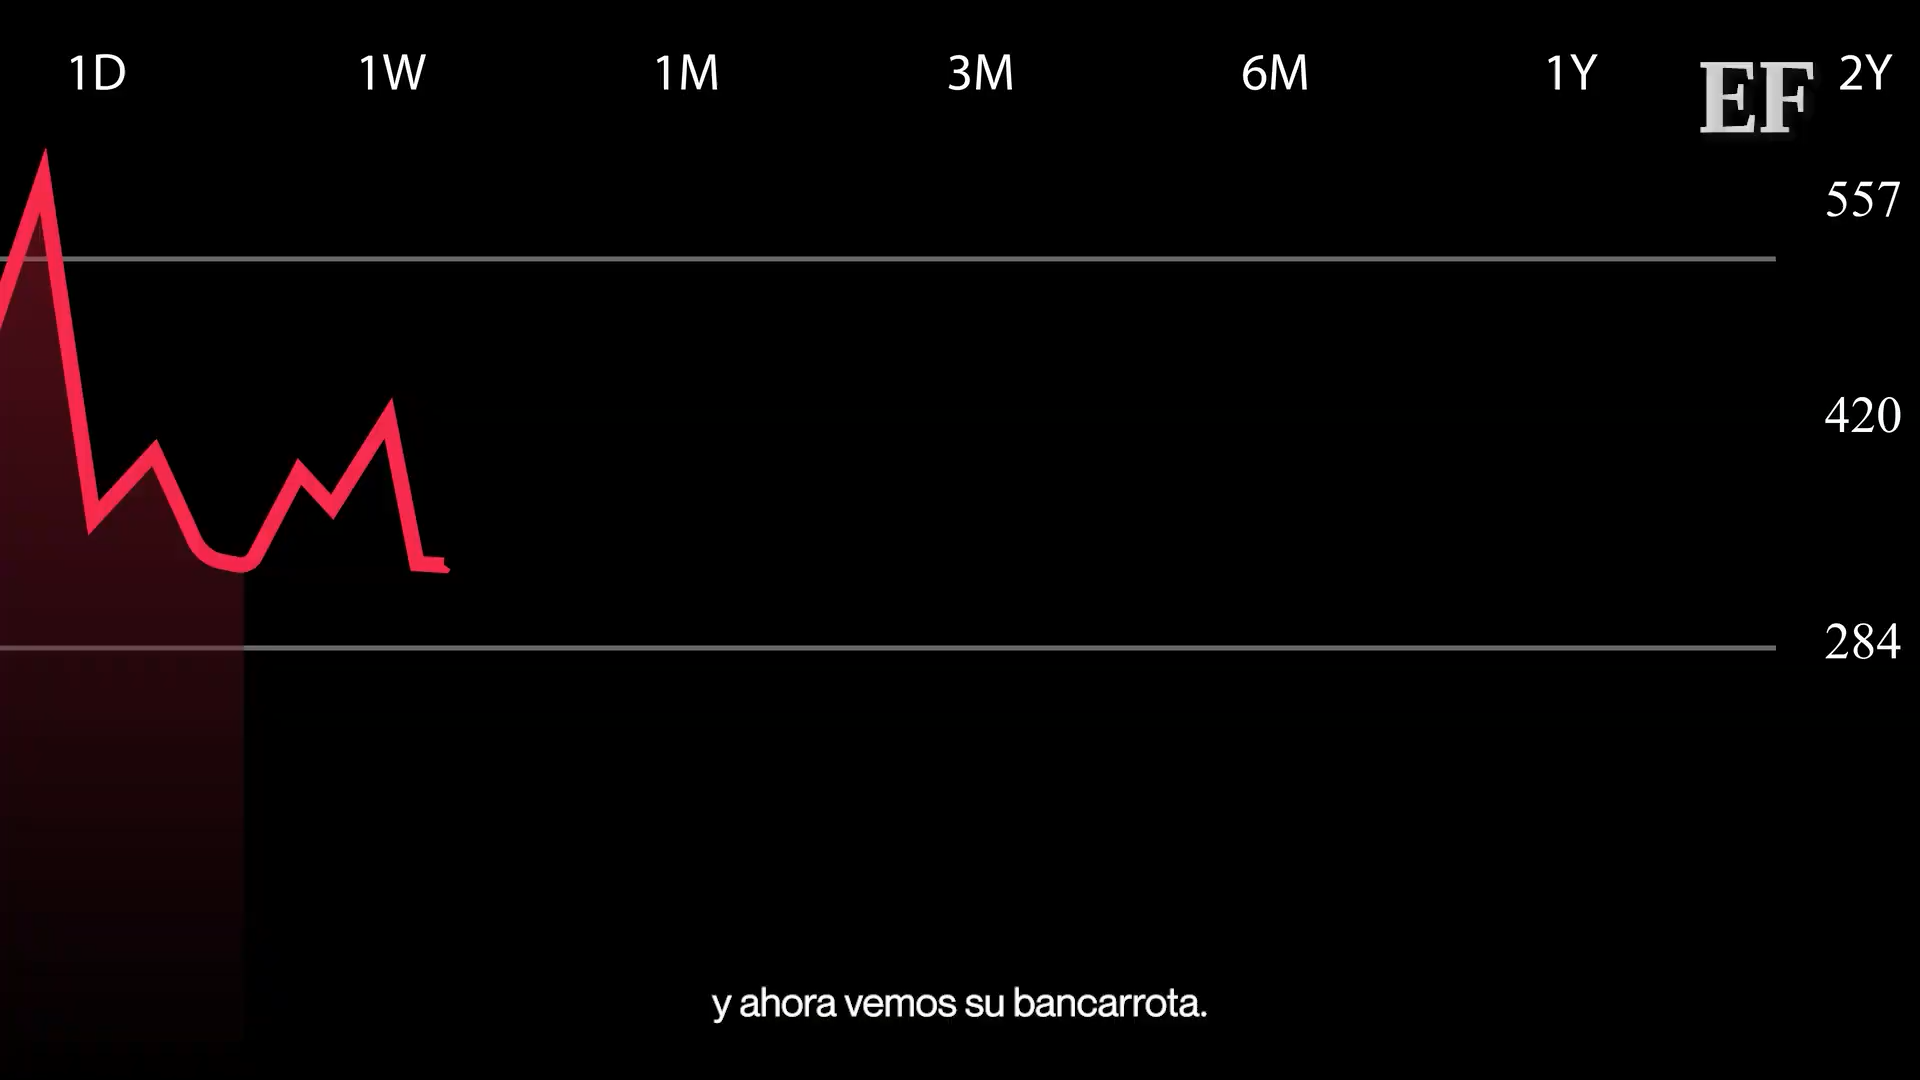 1D 1W 1M 3M 6M 1Y 2Y
EF
557
420
284
y ahora vemos su bancarrota.